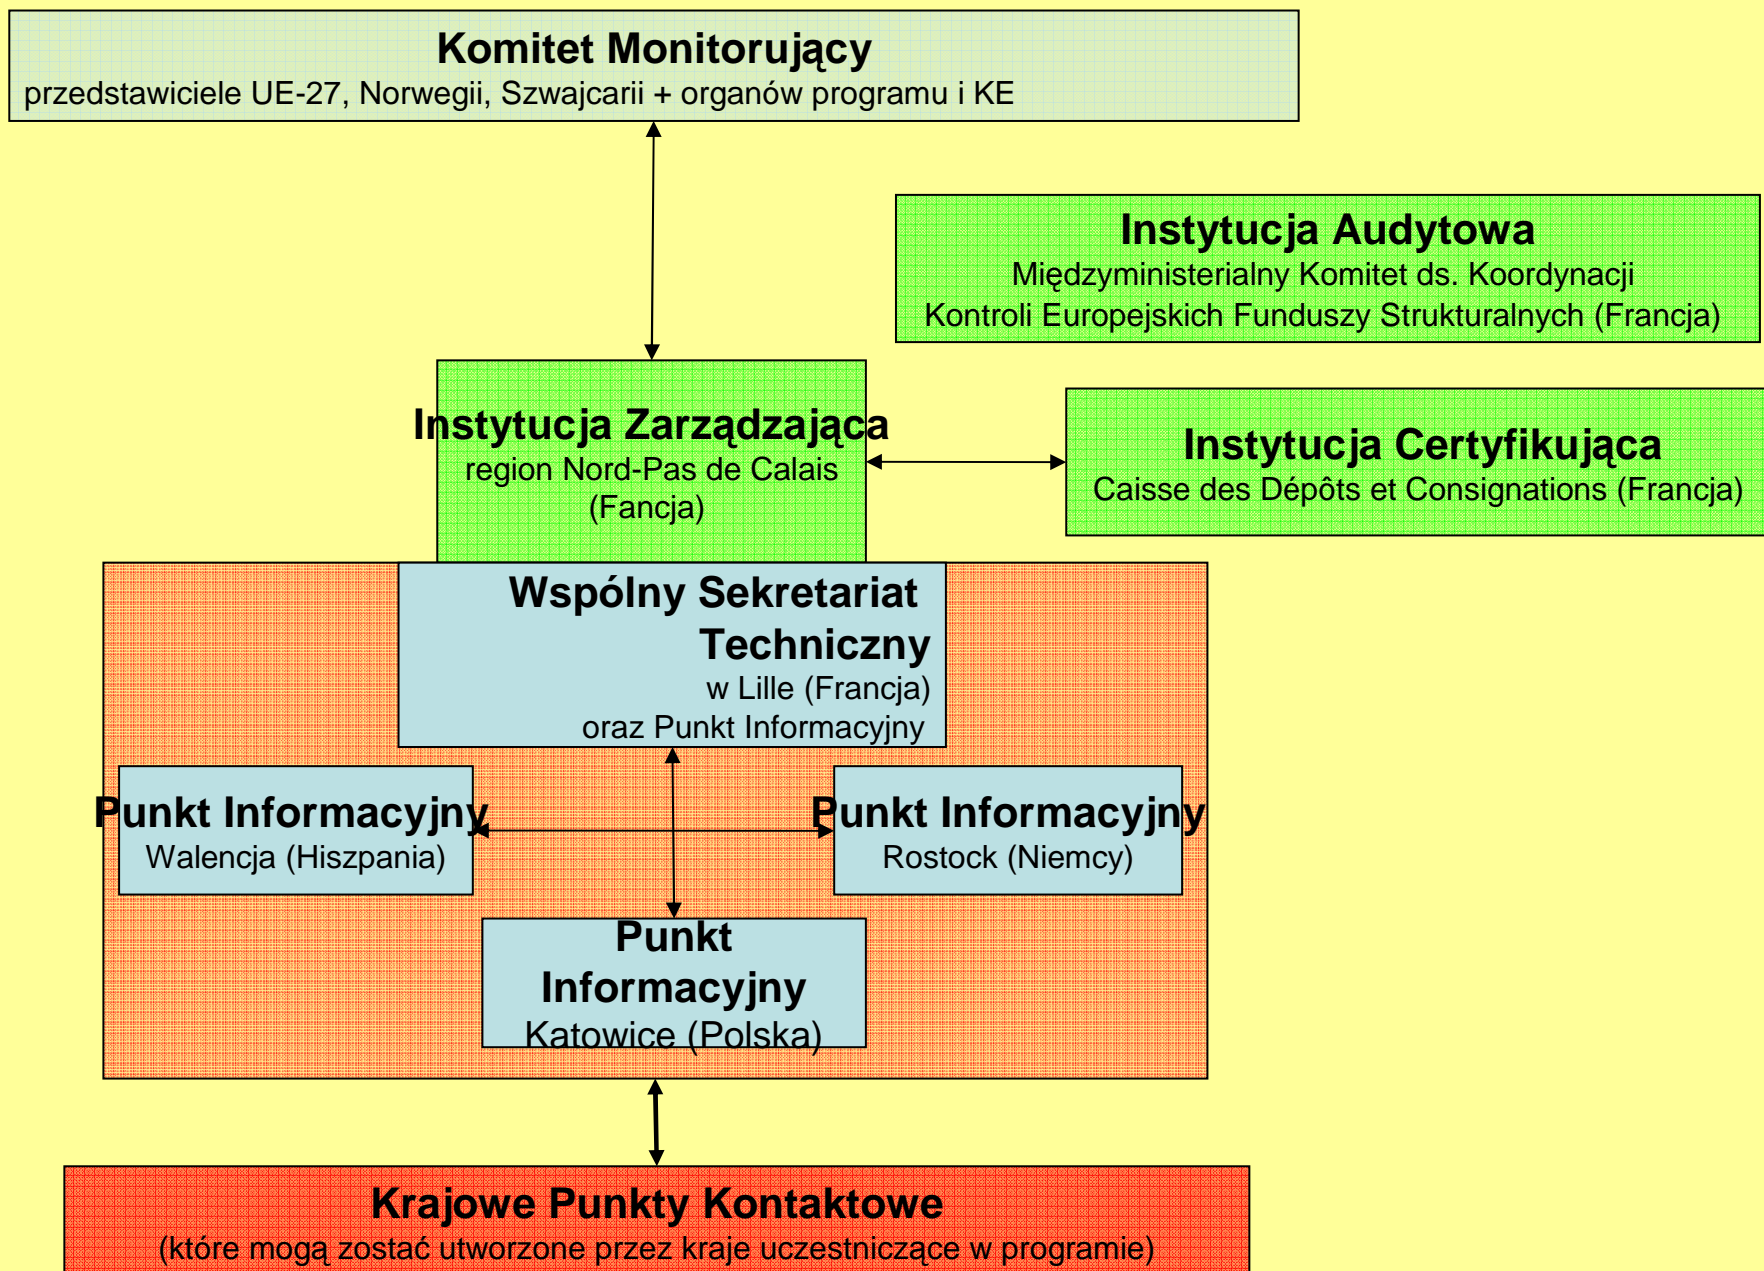 Komitet Monitorujący
przedstawiciele UE-27, Norwegii, Szwajcarii + organów programu i KE
Instytucja Audytowa
Międzyministerialny Komitet ds. Koordynacji
Kontroli Europejskich Funduszy Strukturalnych (Francja)
Instytucja Zarządzająca
region Nord-Pas de Calais
(Fancja)
Instytucja Certyfikująca
Caisse des Dépôts et Consignations (Francja)
Wspólny Sekretariat
Techniczny
w Lille (Francja)
oraz Punkt Informacyjny
Punkt Informacyjny
Walencja (Hiszpania)
Punkt Informacyjny
Rostock (Niemcy)
Punkt
Informacyjny
Katowice (Polska)
Krajowe Punkty Kontaktowe
(które mogą zostać utworzone przez kraje uczestniczące w programie)